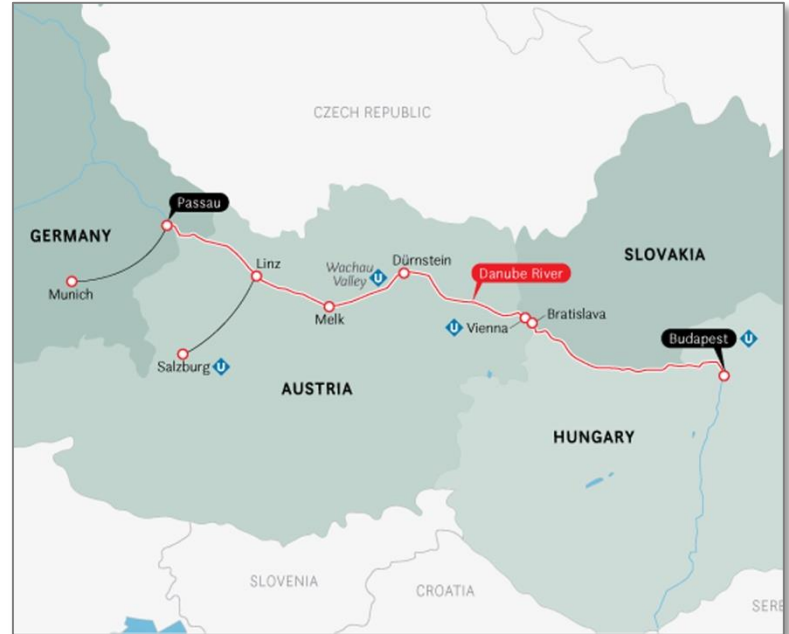 CZECH REPUBLIC
Passau
GERMANY
SLOVAKIA
Linz
Wachau
Valley
U
Dürnstein
Danube River
Munich
Melk
U
Vienna
Bratislava
Budapest
U
Salzburg
U
AUSTRIA
HUNGARY
SLOVENIA
CROATIA
SERB